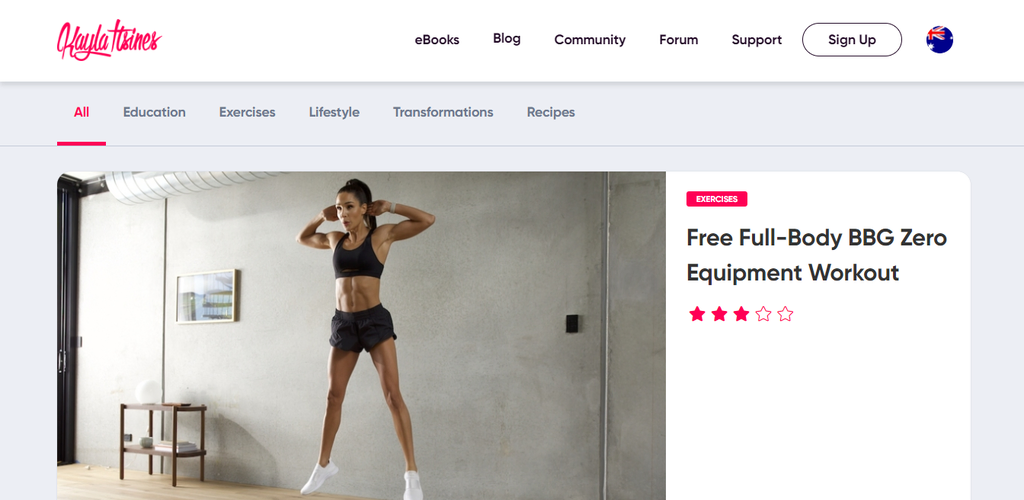 Kayla Itsines
eBooks
Blog
Community
Forum
Support
Sign Up
All
Education
Exercises
Lifestyle
Transformations
Recipes
EXERCISES
Free Full-Body BBG Zero
Equipment Workout